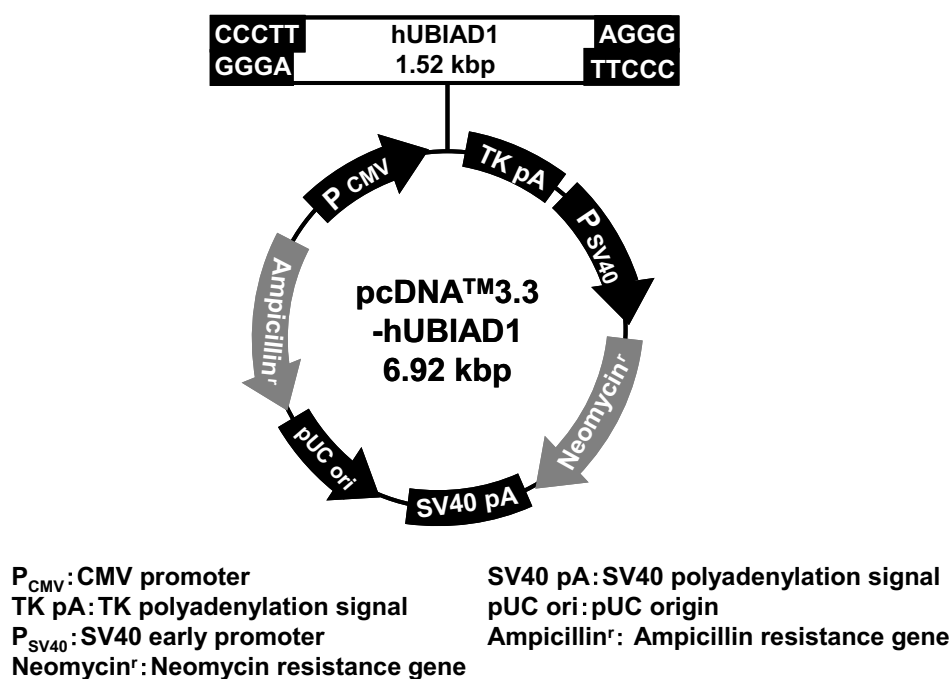 CCCTT hUBIAD1 AGGG
GGGA 1.52 kbp TTCCC
P CMV
TK pA
P SV40
Ampicillinʳ
pcDNA™3.3
-hUBIAD1
6.92 kbp
Neomycinʳ
pUC ori
SV40 pA
P_CMV:CMV promoter
TK pA:TK polyadenylation signal
P_SV40:SV40 early promoter
Neomycinʳ:Neomycin resistance gene
SV40 pA:SV40 polyadenylation signal
pUC ori:pUC origin
Ampicillinʳ: Ampicillin resistance gene